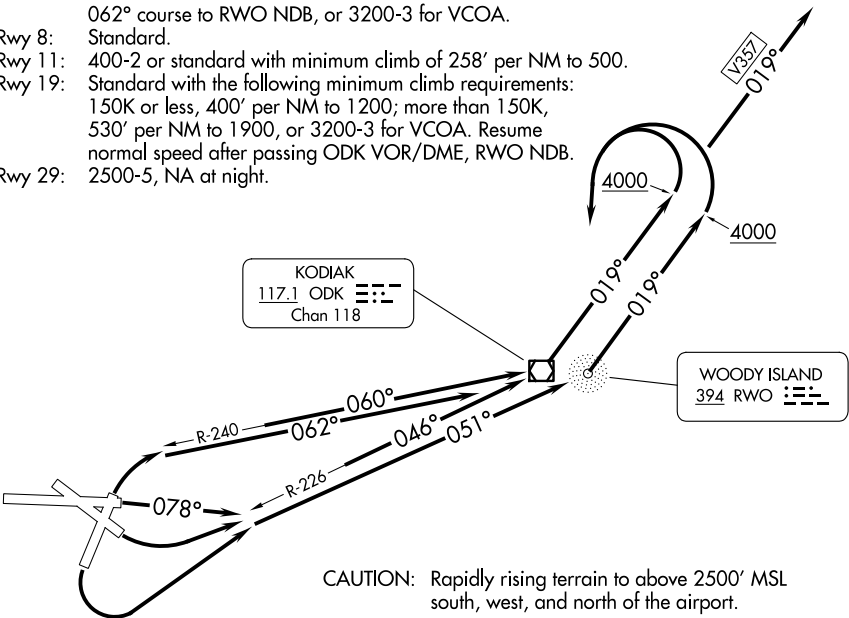 062° course to RWO NDB, or 3200-3 for VCOA.
Rwy 8: Standard.
Rwy 11: 400-2 or standard with minimum climb of 258' per NM to 500.
Rwy 19: Standard with the following minimum climb requirements:
150K or less, 400' per NM to 1200; more than 150K,
530' per NM to 1900, or 3200-3 for VCOA. Resume
normal speed after passing ODK VOR/DME, RWO NDB.
Rwy 29: 2500-5, NA at night.
V357
019°
4000
4000
019°
019°
KODIAK
117.1 ODK
Chan 118
WOODY ISLAND
394 RWO
060°
R-240
062°
046°
051°
R-226
078°
CAUTION: Rapidly rising terrain to above 2500' MSL
south, west, and north of the airport.